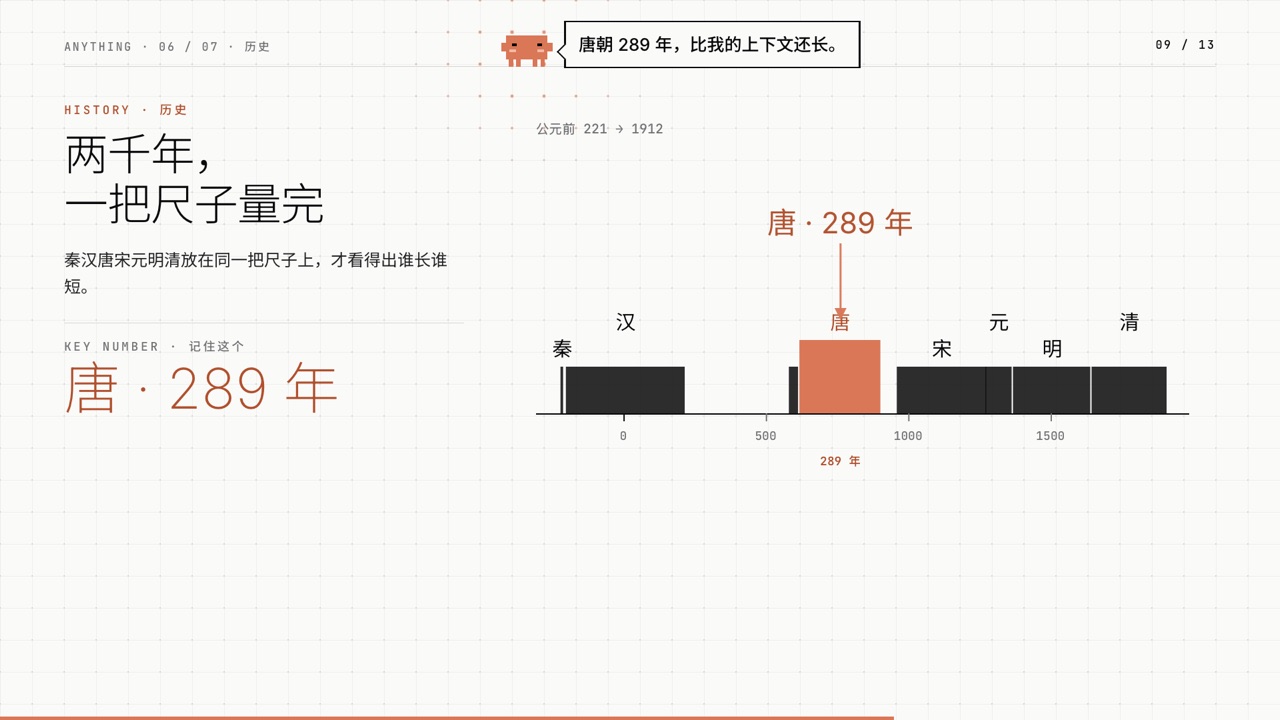 ANYTHING · 06 / 07 · 历史
唐朝 289 年，比我的上下文还长。
09 / 13
HISTORY · 历史
两千年，
一把尺子量完
秦汉唐宋元明清放在同一把尺子上，才看得出谁长谁
短。
KEY NUMBER · 记住这个
唐 · 289 年
公元前 221 → 1912
唐 · 289 年
汉
唐
元
清
秦
宋
明
0
500
1000
1500
289 年